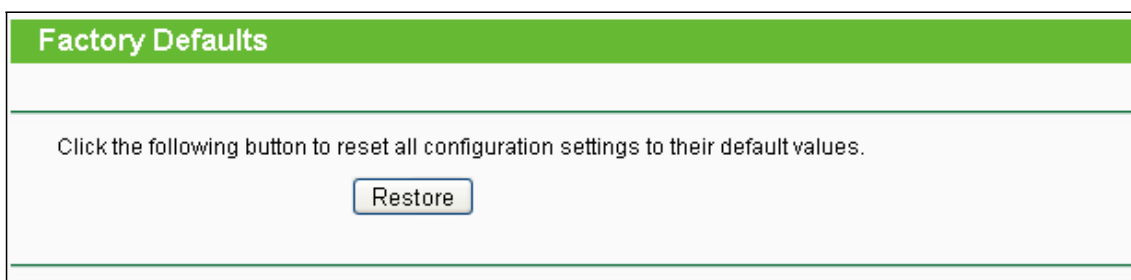 Factory Defaults
Click the following button to reset all configuration settings to their default values.
Restore